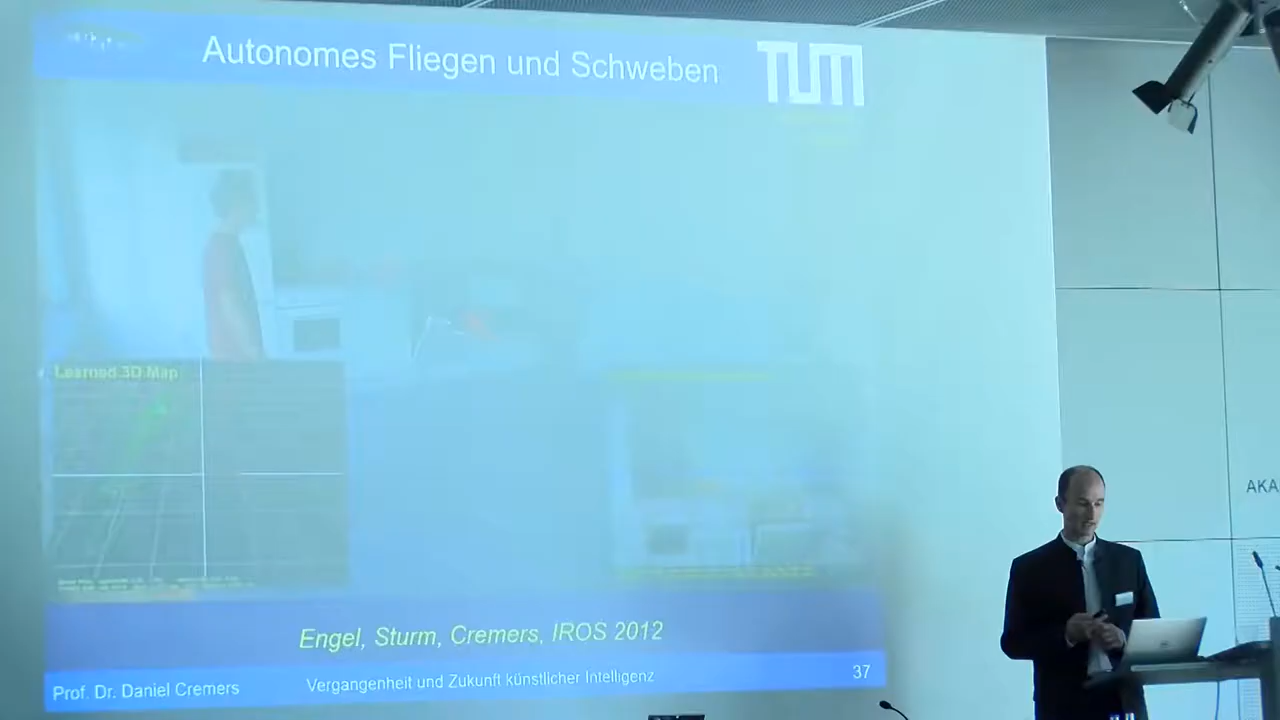 Autonomes Fliegen und Schweben
TUM
Learned 3D Map
Engel, Sturm, Cremers, IROS 2012
Prof. Dr. Daniel Cremers
Vergangenheit und Zukunft künstlicher Intelligenz
37
AKA